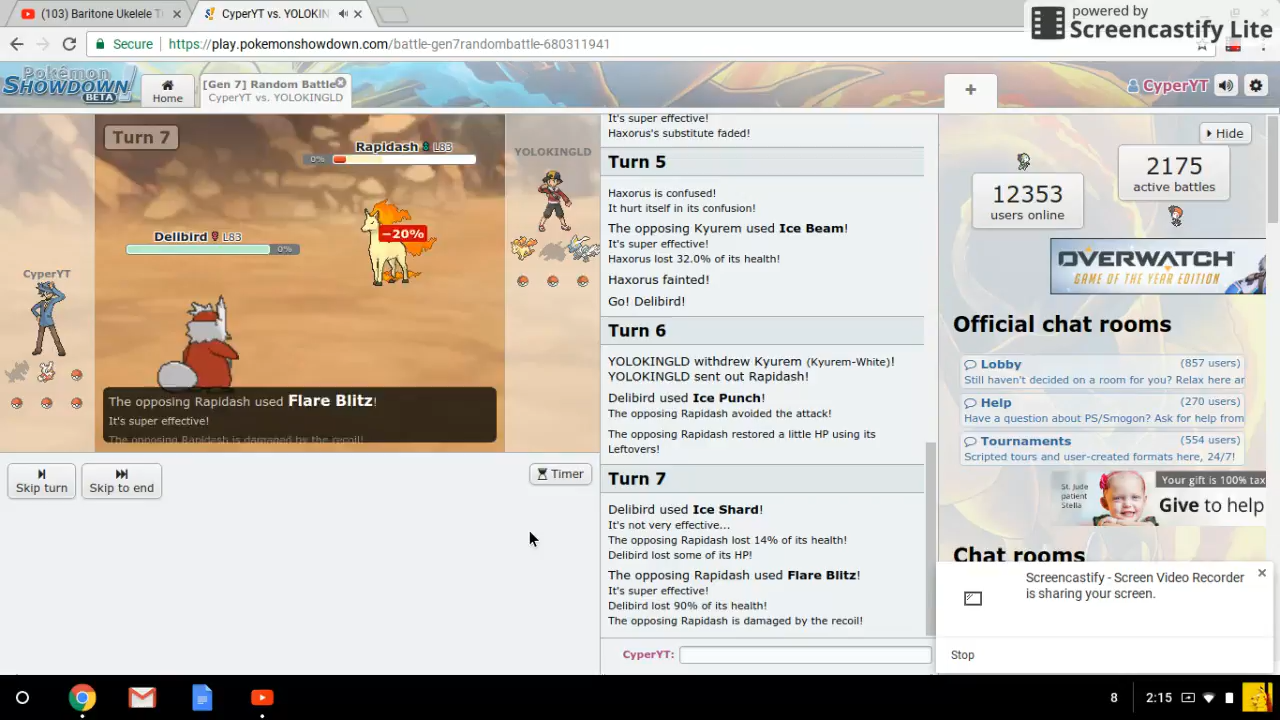 (103) Baritone Ukelele T
CyperYT vs. YOLOKIN
powered by
Screencastify Lite
Secure
https://play.pokemonshowdown.com/battle-gen7randombattle-680311941
Pokémon
SHOWDOWN
BETA
Home
[Gen 7] Random Battle
CyperYT vs. YOLOKINGLD
+
CyperYT
Turn 7
Rapidash L83
0%
YOLOKINGLD
−20%
Delibird L83
0%
CyperYT
The opposing Rapidash used Flare Blitz!
It's super effective!
The opposing Rapidash is damaged by the recoil!
Skip turn
Skip to end
Timer
It's super effective!
Haxorus's substitute faded!
Turn 5
Haxorus is confused!
It hurt itself in its confusion!
The opposing Kyurem used Ice Beam!
It's super effective!
Haxorus lost 32.0% of its health!
Haxorus fainted!
Go! Delibird!
Turn 6
YOLOKINGLD withdrew Kyurem (Kyurem-White)!
YOLOKINGLD sent out Rapidash!
Delibird used Ice Punch!
The opposing Rapidash avoided the attack!
The opposing Rapidash restored a little HP using its
Leftovers!
Turn 7
Delibird used Ice Shard!
It's not very effective...
The opposing Rapidash lost 14% of its health!
Delibird lost some of its HP!
The opposing Rapidash used Flare Blitz!
It's super effective!
Delibird lost 90% of its health!
The opposing Rapidash is damaged by the recoil!
CyperYT:
Hide
12353
users online
2175
active battles
OVERWATCH
GAME OF THE YEAR EDITION
Official chat rooms
Lobby (857 users)
Still haven't decided on a room for you? Relax here ar
Help (270 users)
Have a question about PS/Smogon? Ask for help from
Tournaments (554 users)
Scripted tours and user-created formats here, 24/7!
St. Jude
patient
Stella
Your gift is 100% tax
Give to help
Chat rooms
Screencastify - Screen Video Recorder
is sharing your screen.
Stop
8
2:15